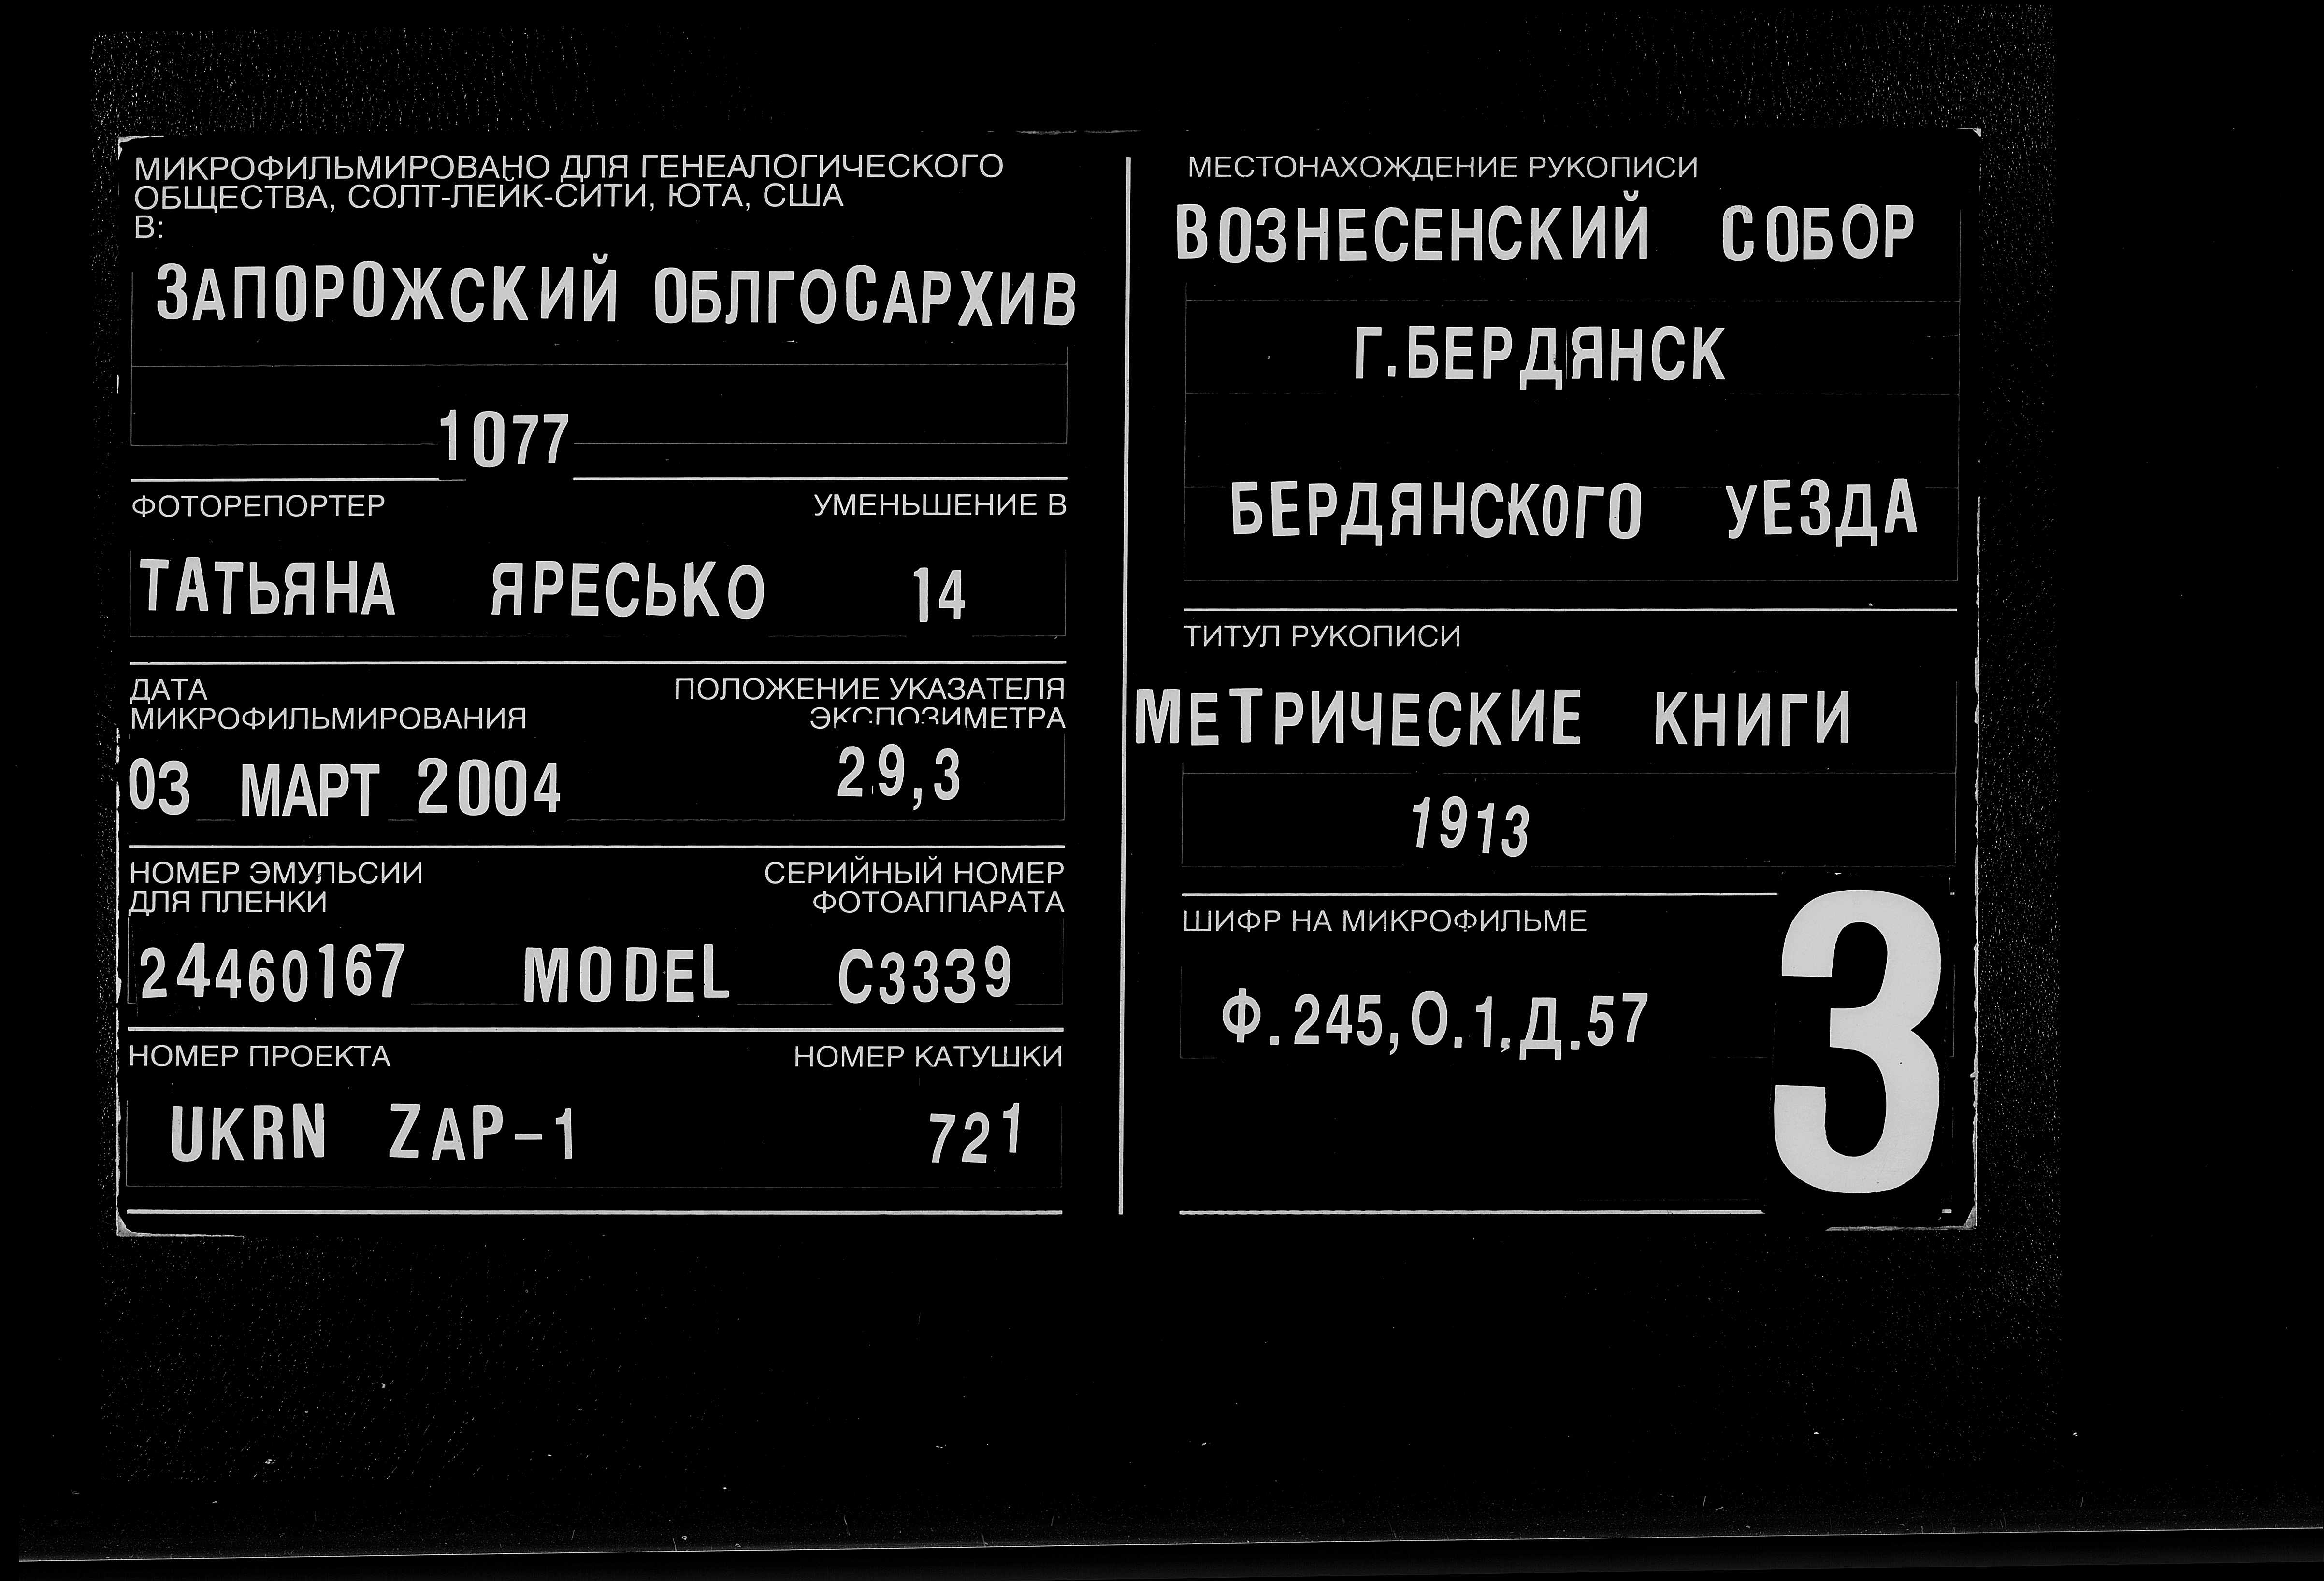 МИКРОФИЛЬМИРОВАНО ДЛЯ ГЕНЕАЛОГИЧЕСКОГО
ОБЩЕСТВА, СОЛТ-ЛЕЙК-СИТИ, ЮТА, США
В:
ЗАПОРОЖСКИЙ ОБЛГОСАРХИВ
1077
ФОТОРЕПОРТЕР УМЕНЬШЕНИЕ В
ТАТЬЯНА ЯРЕСЬКО 14
ДАТА ПОЛОЖЕНИЕ УКАЗАТЕЛЯ
МИКРОФИЛЬМИРОВАНИЯ ЭКСПОЗИМЕТРА
03 МАРТ 2004 29,3
НОМЕР ЭМУЛЬСИИ СЕРИЙНЫЙ НОМЕР
ДЛЯ ПЛЕНКИ ФОТОАППАРАТА
24460167 MODEL C3339
НОМЕР ПРОЕКТА НОМЕР КАТУШКИ
UKRN ZAP-1 721
МЕСТОНАХОЖДЕНИЕ РУКОПИСИ
ВОЗНЕСЕНСКИЙ СОБОР
Г.БЕРДЯНСК
БЕРДЯНСКОГО УЕЗДА
ТИТУЛ РУКОПИСИ
МЕТРИЧЕСКИЕ КНИГИ
1913
ШИФР НА МИКРОФИЛЬМЕ
Ф.245,О.1,Д.57
3